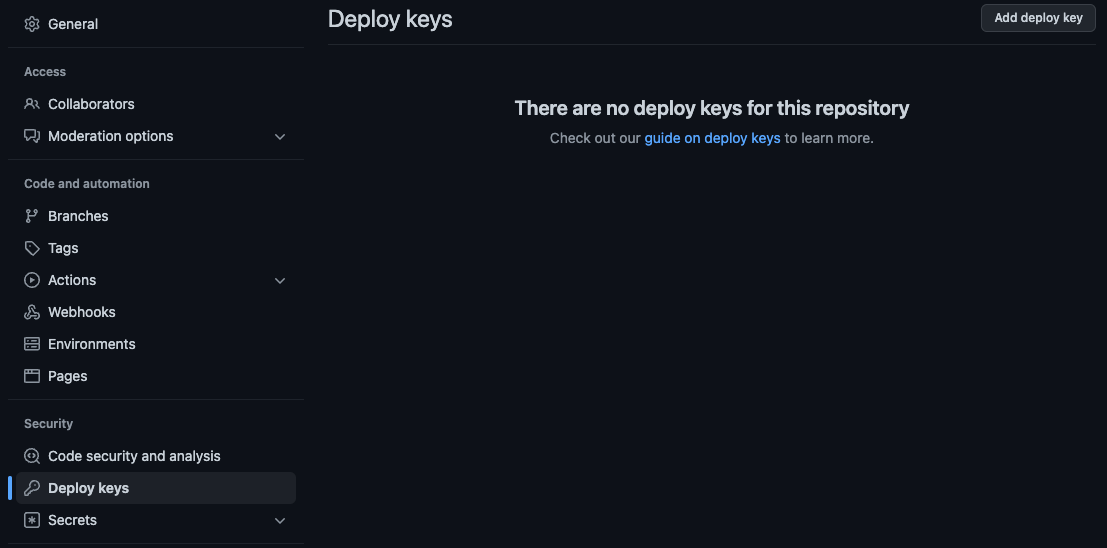 General
Access
Collaborators
Moderation options
Code and automation
Branches
Tags
Actions
Webhooks
Environments
Pages
Security
Code security and analysis
Deploy keys
Secrets
Deploy keys
Add deploy key
There are no deploy keys for this repository
Check out our guide on deploy keys to learn more.